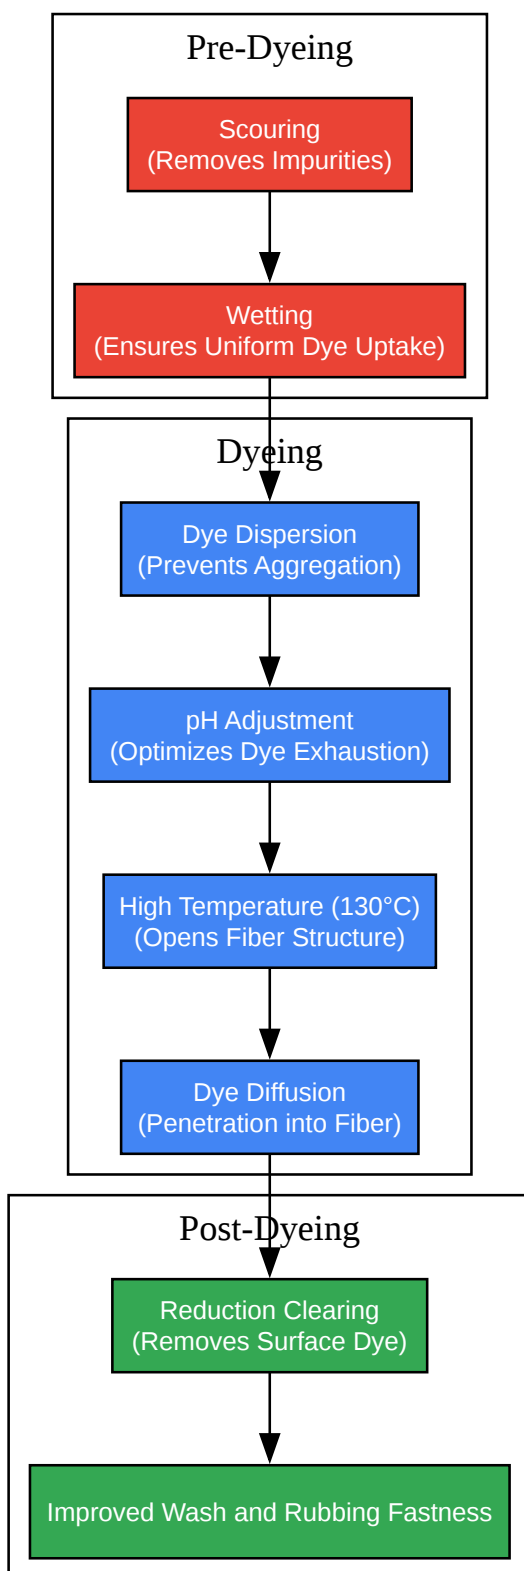 Pre-Dyeing
Scouring
(Removes Impurities)
Wetting
(Ensures Uniform Dye Uptake)
Dyeing
Dye Dispersion
(Prevents Aggregation)
pH Adjustment
(Optimizes Dye Exhaustion)
High Temperature (130°C)
(Opens Fiber Structure)
Dye Diffusion
(Penetration into Fiber)
Post-Dyeing
Reduction Clearing
(Removes Surface Dye)
Improved Wash and Rubbing Fastness